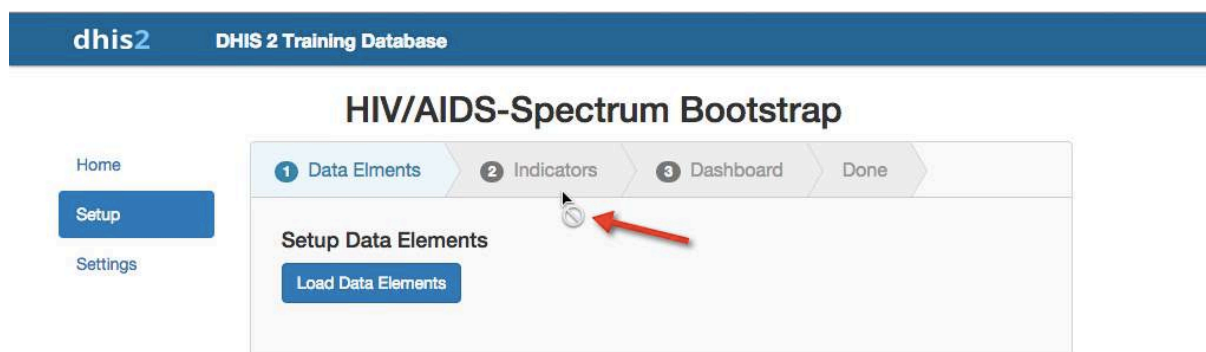 dhis2 DHIS 2 Training Database
HIV/AIDS-Spectrum Bootstrap
Home
Setup
Settings
1 Data Elments 2 Indicators 3 Dashboard Done
Setup Data Elements
Load Data Elements